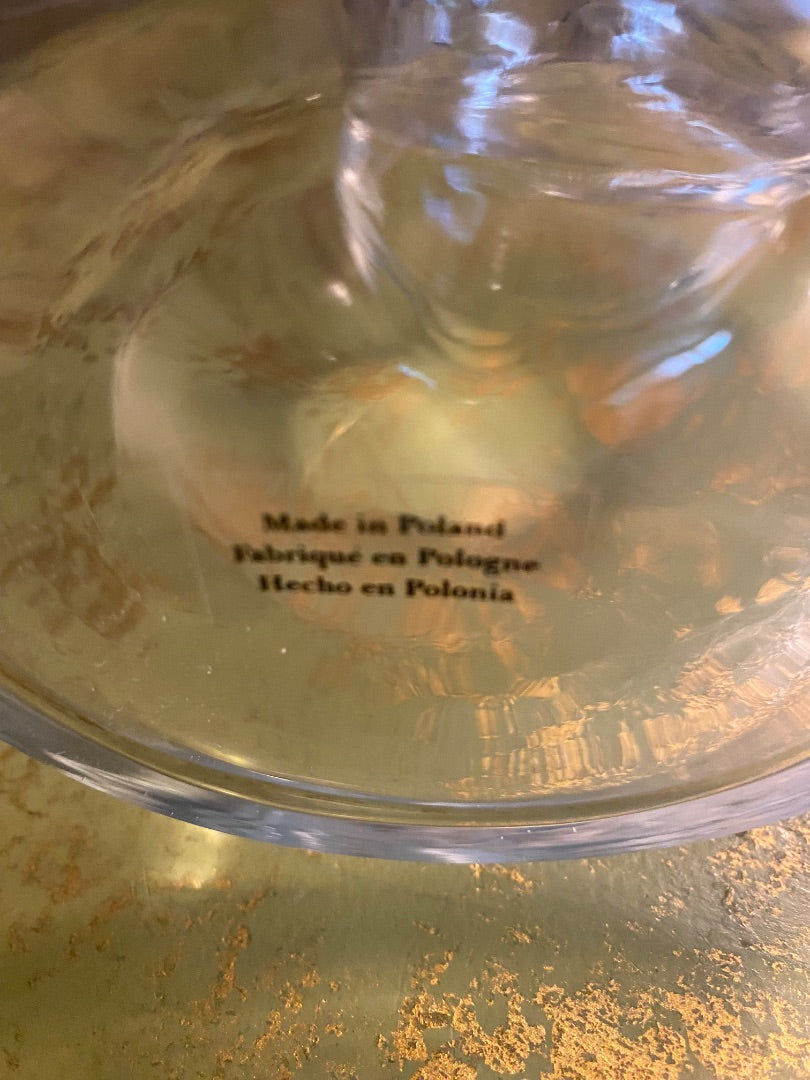 Made in Poland
Fabriqué en Pologne
Hecho en Polonia